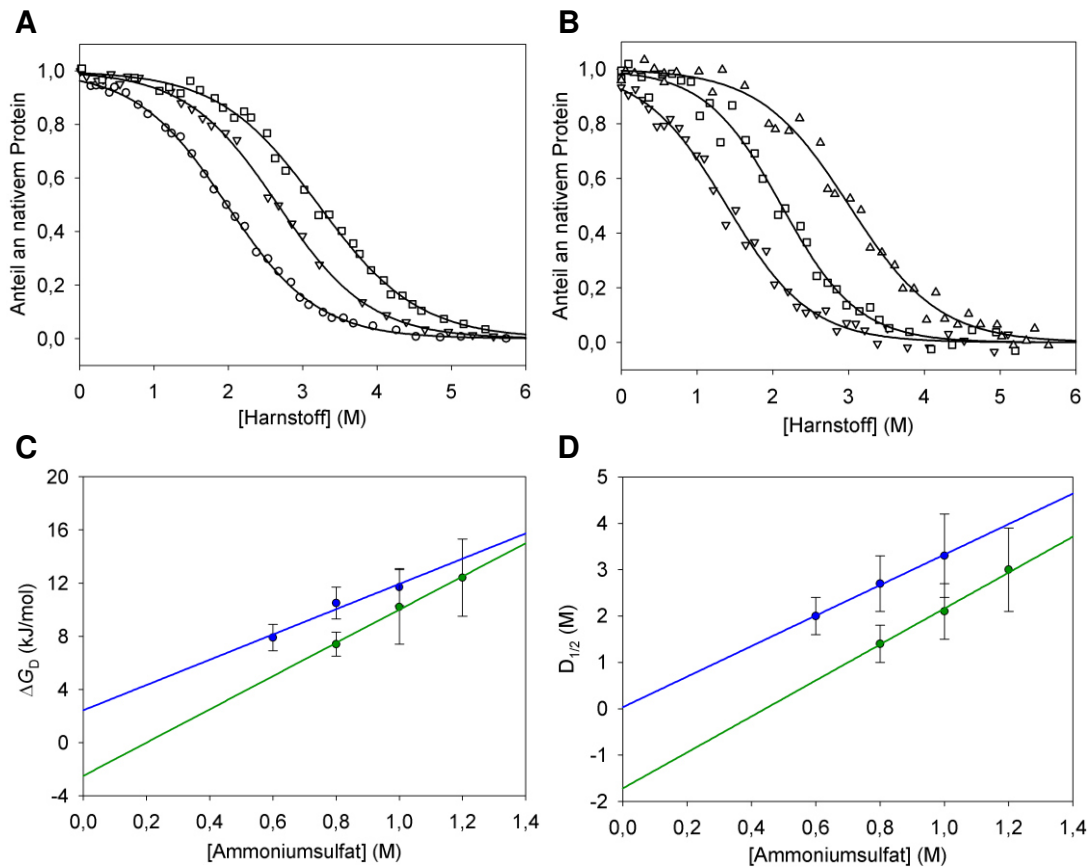 A
Anteil an nativem Protein
1,0
0,8
0,6
0,4
0,2
0,0
0 1 2 3 4 5 6
[Harnstoff] (M)
B
Anteil an nativem Protein
1,0
0,8
0,6
0,4
0,2
0,0
0 1 2 3 4 5 6
[Harnstoff] (M)
C
ΔG_D (kJ/mol)
20
16
12
8
4
0
-4
0,0 0,2 0,4 0,6 0,8 1,0 1,2 1,4
[Ammoniumsulfat] (M)
D
D_1/2 (M)
5
4
3
2
1
0
-1
-2
0,0 0,2 0,4 0,6 0,8 1,0 1,2 1,4
[Ammoniumsulfat] (M)